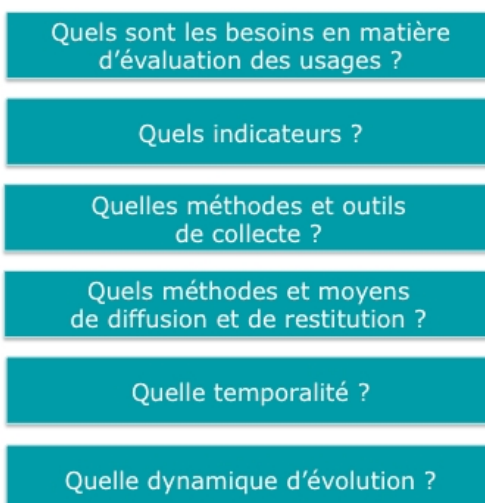 Quels sont les besoins en matière
d’évaluation des usages ?
Quels indicateurs ?
Quelles méthodes et outils
de collecte ?
Quels méthodes et moyens
de diffusion et de restitution ?
Quelle temporalité ?
Quelle dynamique d’évolution ?